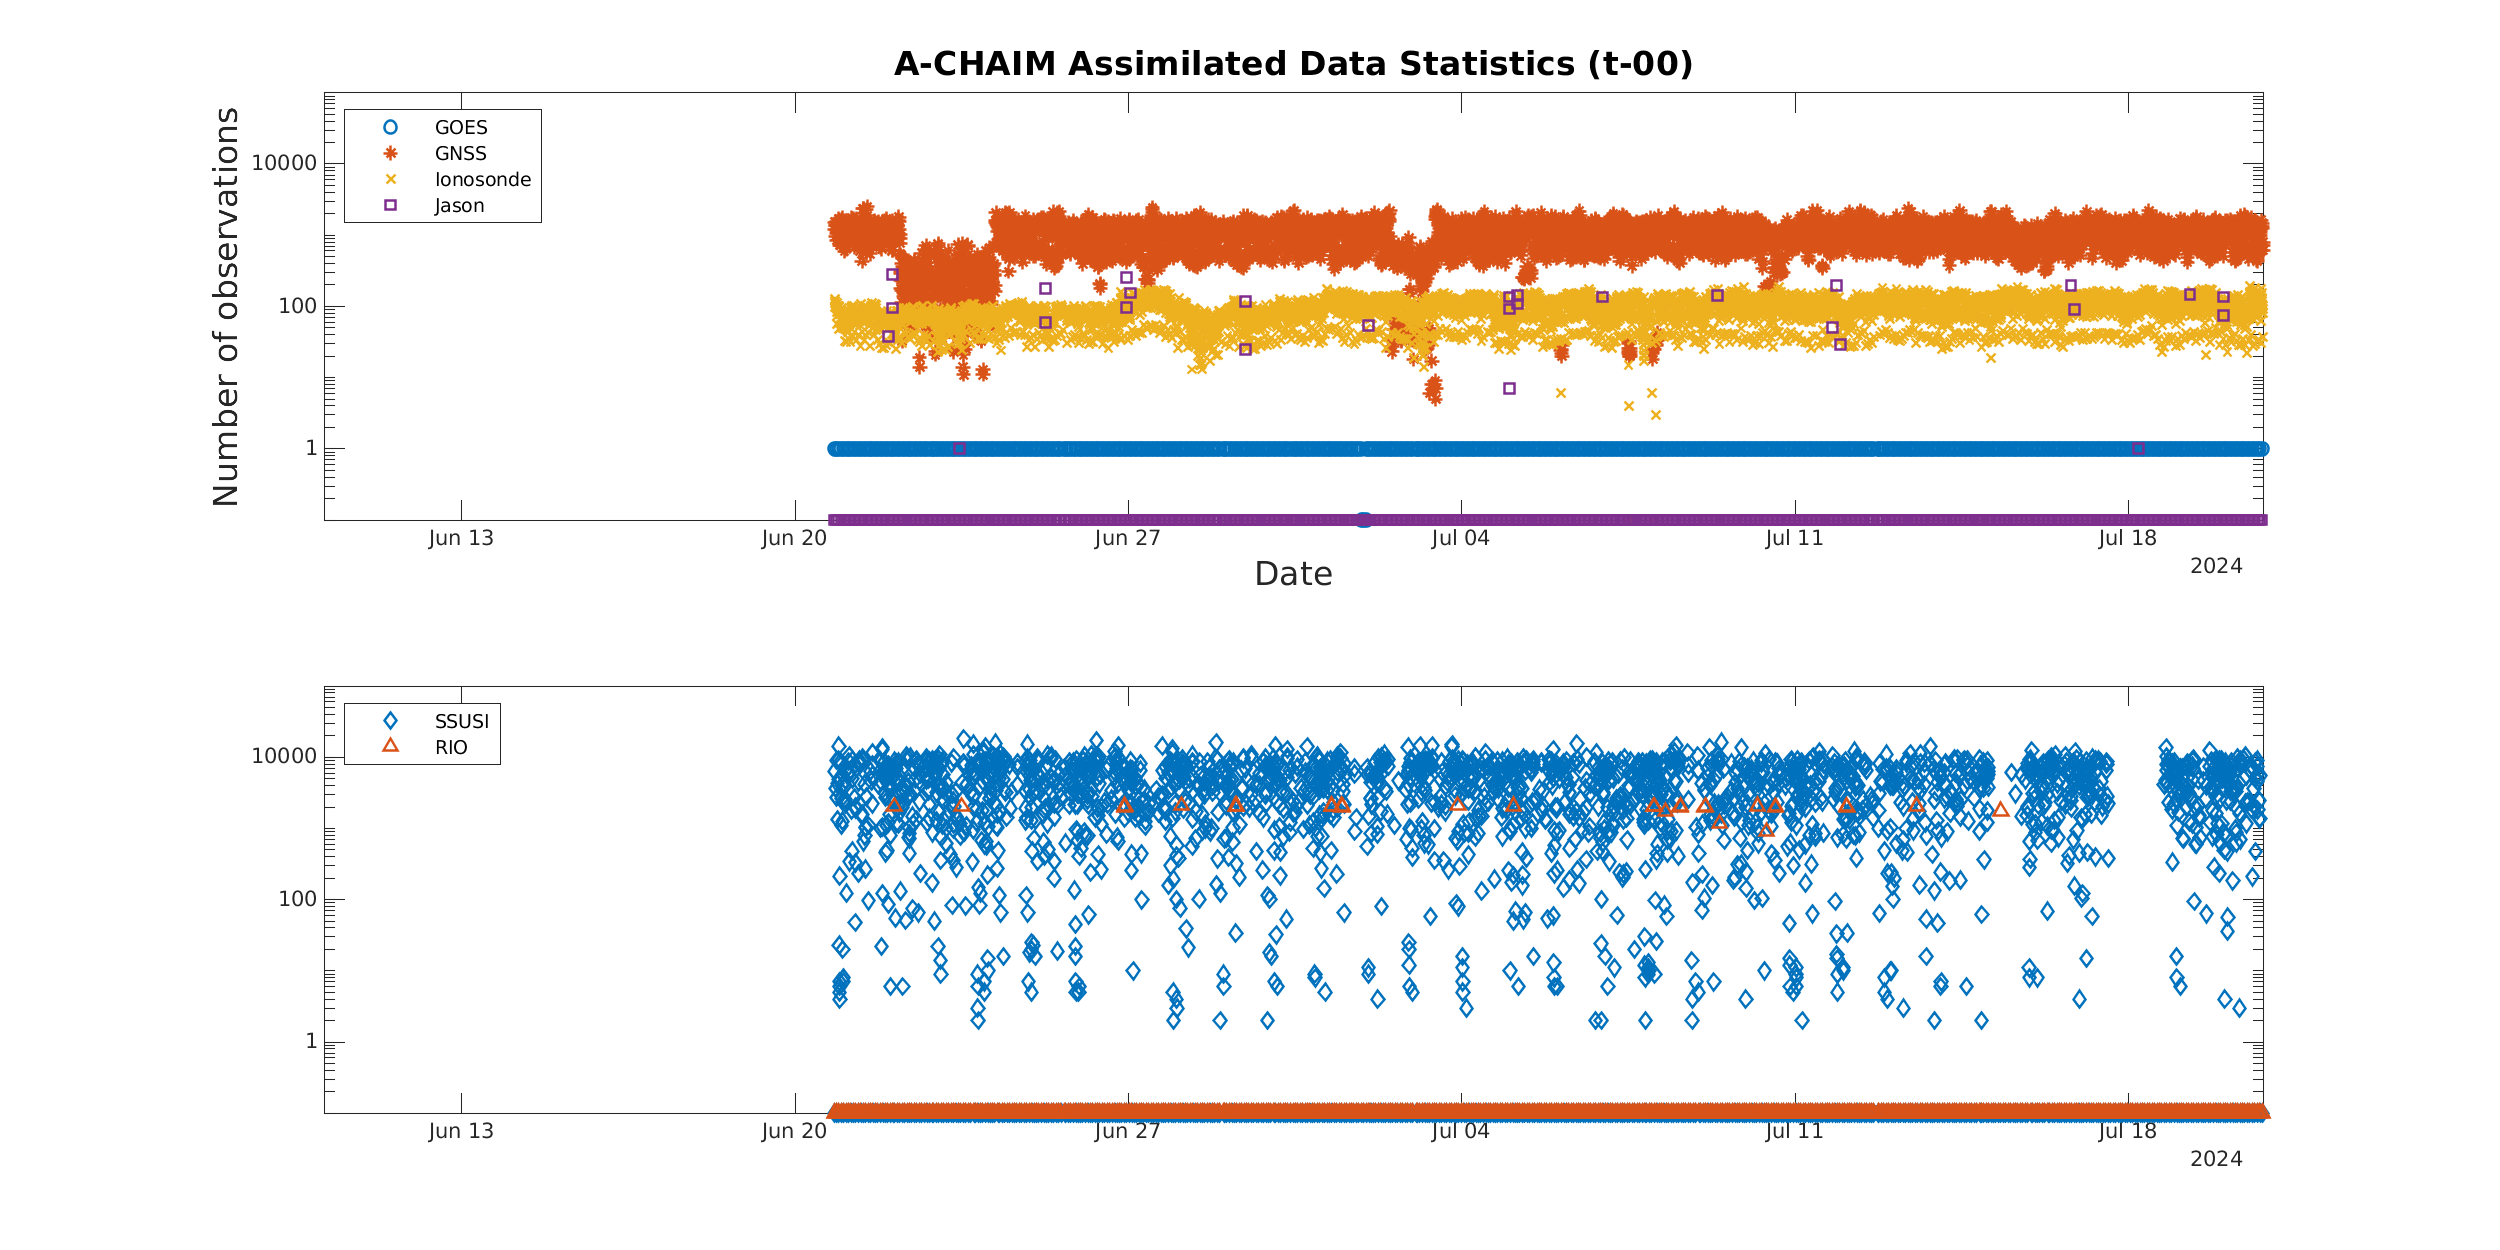 A-CHAIM Assimilated Data Statistics (t-00)
Number of observations
10000
100
1
GOES
GNSS
Ionosonde
Jason
Jun 13
Jun 20
Jun 27
Jul 04
Jul 11
Jul 18
2024
Date
10000
100
1
SSUSI
RIO
Jun 13
Jun 20
Jun 27
Jul 04
Jul 11
Jul 18
2024